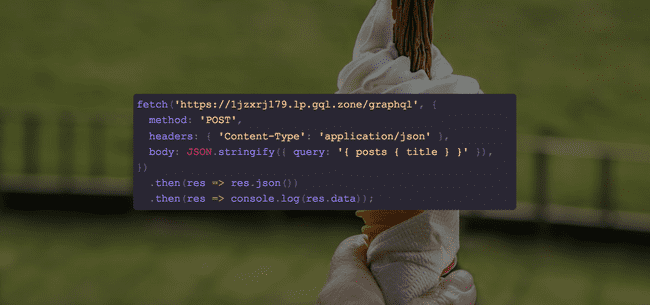 fetch('https://1jzxrj179.lp.gql.zone/graphql', {
method: 'POST',
headers: { 'Content-Type': 'application/json' },
body: JSON.stringify({ query: '{ posts { title } }' }),
})
.then(res => res.json())
.then(res => console.log(res.data));